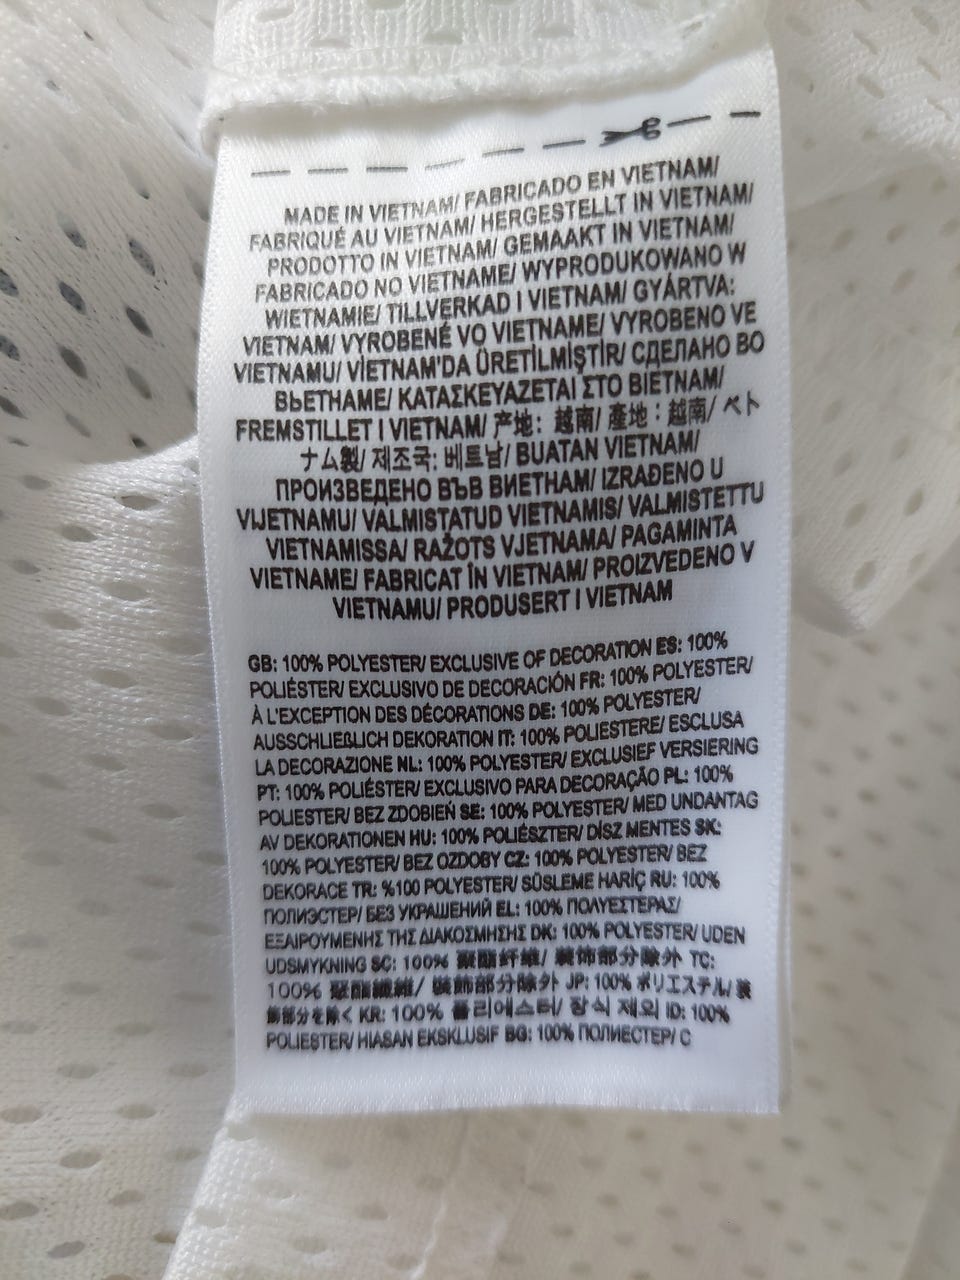 MADE IN VIETNAM/ FABRICADO EN VIETNAM/
FABRIQUÉ AU VIETNAM/ HERGESTELLT IN VIETNAM/
PRODOTTO IN VIETNAM/ GEMAAKT IN VIETNAM/
FABRICADO NO VIETNAME/ WYPRODUKOWANO W
WIETNAMIE/ TILLVERKAD I VIETNAM/ GYÁRTVA:
VIETNAM/ VYROBENÉ VO VIETNAME/ VYROBENO VE
VIETNAMU/ VİETNAM'DA ÜRETİLMİŞTİR/ СДЕЛАНО ВО
ВЬЕТНАМЕ/ ΚΑΤΑΣΚΕΥΑΖΕΤΑΙ ΣΤΟ ΒΙΕΤΝΑΜ/
FREMSTILLET I VIETNAM/ 产地: 越南/ 產地: 越南/ ベト
ナム製/ 제조국: 베트남/ BUATAN VIETNAM/
ПРОИЗВЕДЕНО ВЪВ ВИЕТНАМ/ IZRAĐENO U
VIJETNAMU/ VALMISTATUD VIETNAMIS/ VALMISTETTU
VIETNAMISSA/ RAŽOTS VJETNAMA/ PAGAMINTA
VIETNAME/ FABRICAT ÎN VIETNAM/ PROIZVEDENO V
VIETNAMU/ PRODUSERT I VIETNAM
GB: 100% POLYESTER/ EXCLUSIVE OF DECORATION ES: 100%
POLIÉSTER/ EXCLUSIVO DE DECORACIÓN FR: 100% POLYESTER/
À L'EXCEPTION DES DÉCORATIONS DE: 100% POLYESTER/
AUSSCHLIEßLICH DEKORATION IT: 100% POLIESTERE/ ESCLUSA
LA DECORAZIONE NL: 100% POLYESTER/ EXCLUSIEF VERSIERING
PT: 100% POLIÉSTER/ EXCLUSIVO PARA DECORAÇÃO PL: 100%
POLIESTER/ BEZ ZDOBIEŃ SE: 100% POLYESTER/ MED UNDANTAG
AV DEKORATIONEN HU: 100% POLIÉSZTER/ DÍSZ MENTES SK:
100% POLYESTER/ BEZ OZDOBY CZ: 100% POLYESTER/ BEZ
DEKORACE TR: %100 POLYESTER/ SÜSLEME HARİÇ RU: 100%
ПОЛИЭСТЕР/ БЕЗ УКРАШЕНИЙ EL: 100% ΠΟΛΥΕΣΤΕΡΑΣ/
ΕΞΑΙΡΟΥΜΕΝΗΣ ΤΗΣ ΔΙΑΚΟΣΜΗΣΗΣ DK: 100% POLYESTER/ UDEN
UDSMYKNING SC: 100% 聚酯纤维/ 装饰部分除外 TC:
100% 聚酯纖維/ 裝飾部分除外 JP: 100% ポリエステル/ 装
飾部分を除く KR: 100% 폴리에스터/ 장식 제외 ID: 100%
POLIESTER/ HIASAN EKSKLUSIF BG: 100% ПОЛИЕСТЕР/ С